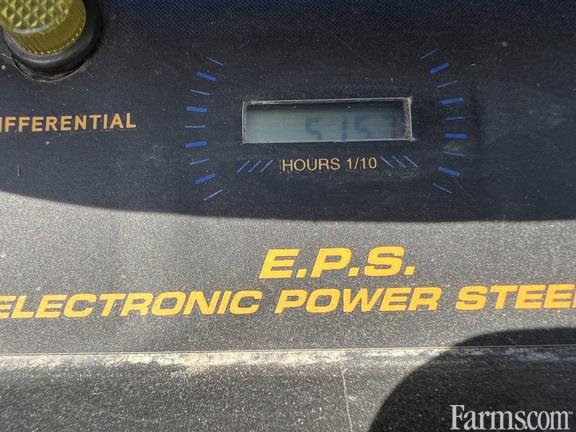 IFFERENTIAL
HOURS 1/10
E.P.S.
ELECTRONIC POWER STEE
Farms.com